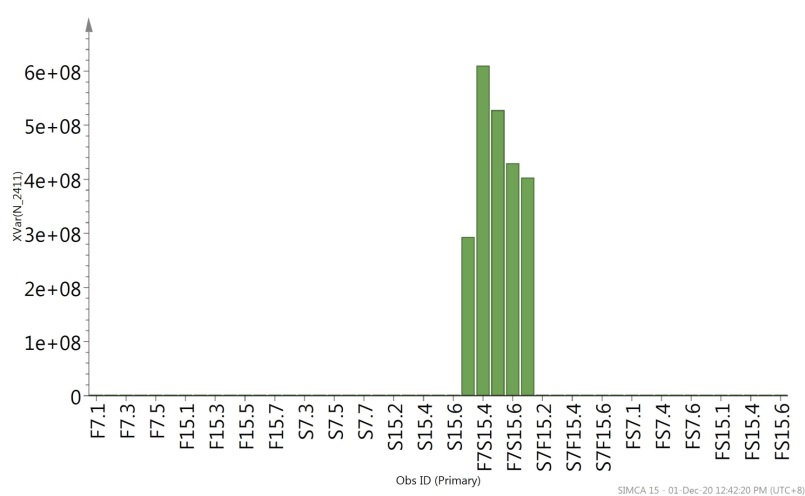 6e+08
5e+08
4e+08
3e+08
2e+08
1e+08
0
XVar(N_2411)
F7.1
F7.3
F7.5
F15.1
F15.3
F15.5
F15.7
S7.3
S7.5
S7.7
S15.2
S15.4
S15.6
F7S15.4
F7S15.6
S7F15.2
S7F15.4
S7F15.6
FS7.1
FS7.4
FS7.6
FS15.1
FS15.4
FS15.6
Obs ID (Primary)
SIMCA 15 - 01-Dec-20 12:42:20 PM (UTC+8)